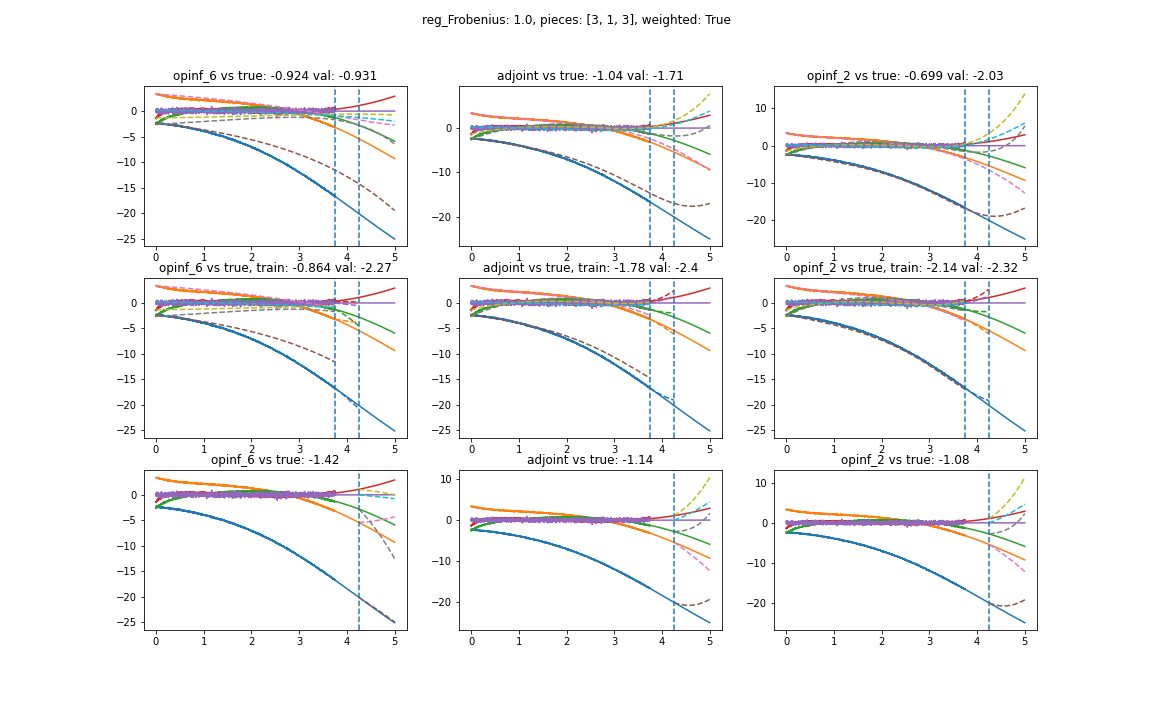 reg_Frobenius: 1.0, pieces: [3, 1, 3], weighted: True
opinf_6 vs true: -0.924 val: -0.931
adjoint vs true: -1.04 val: -1.71
opinf_2 vs true: -0.699 val: -2.03
0
−5
−10
−15
−20
−25
0 1 2 3 4 5
0
−10
−20
0 1 2 3 4 5
10
0
−10
−20
0 1 2 3 4 5
opinf_6 vs true, train: -0.864 val: -2.27
adjoint vs true, train: -1.78 val: -2.4
opinf_2 vs true, train: -2.14 val: -2.32
0
−5
−10
−15
−20
−25
0 1 2 3 4 5
0
−5
−10
−15
−20
−25
0 1 2 3 4 5
0
−5
−10
−15
−20
−25
0 1 2 3 4 5
opinf_6 vs true: -1.42
adjoint vs true: -1.14
opinf_2 vs true: -1.08
0
−5
−10
−15
−20
−25
0 1 2 3 4 5
10
0
−10
−20
0 1 2 3 4 5
10
0
−10
−20
0 1 2 3 4 5